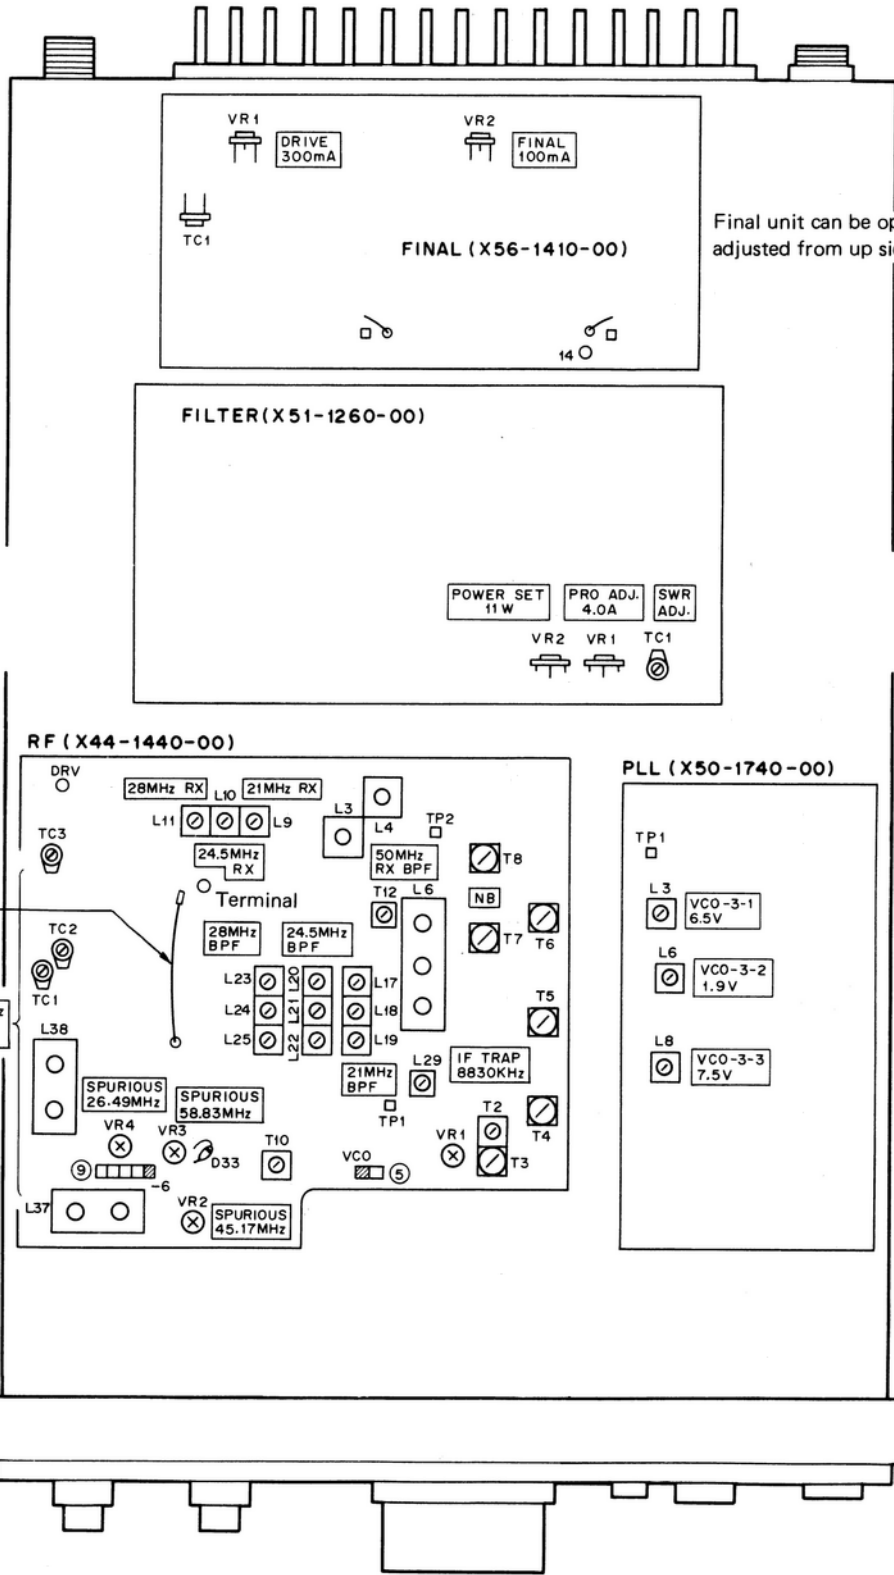 VR1
DRIVE
300mA
VR2
FINAL
100mA
TC1
FINAL (X56-1410-00)
Final unit can be op
adjusted from up si
14
FILTER(X51-1260-00)
POWER SET
11W
PRO ADJ.
4.0A
SWR
ADJ.
VR2
VR1
TC1
RF (X44-1440-00)
DRV
28MHz RX
L10
21MHz RX
L11
L9
L3
L4
TP2
TC3
24.5MHz
RX
50MHz
RX BPF
T8
Terminal
T12
L6
NB
TC2
28MHz
BPF
24.5MHz
BPF
T7
T6
TC1
L23
L20
L17
L24
L21
L18
L25
L22
L19
T5
L38
21MHz
BPF
L29
IF TRAP
8830KHz
SPURIOUS
26.49MHz
SPURIOUS
58.83MHz
TP1
T2
T4
VR4
VR3
D33
T10
VCO
VR1
T3
9
-6
5
L37
VR2
SPURIOUS
45.17MHz
PLL (X50-1740-00)
TP1
L3
VCO-3-1
6.5V
L6
VCO-3-2
1.9V
L8
VCO-3-3
7.5V